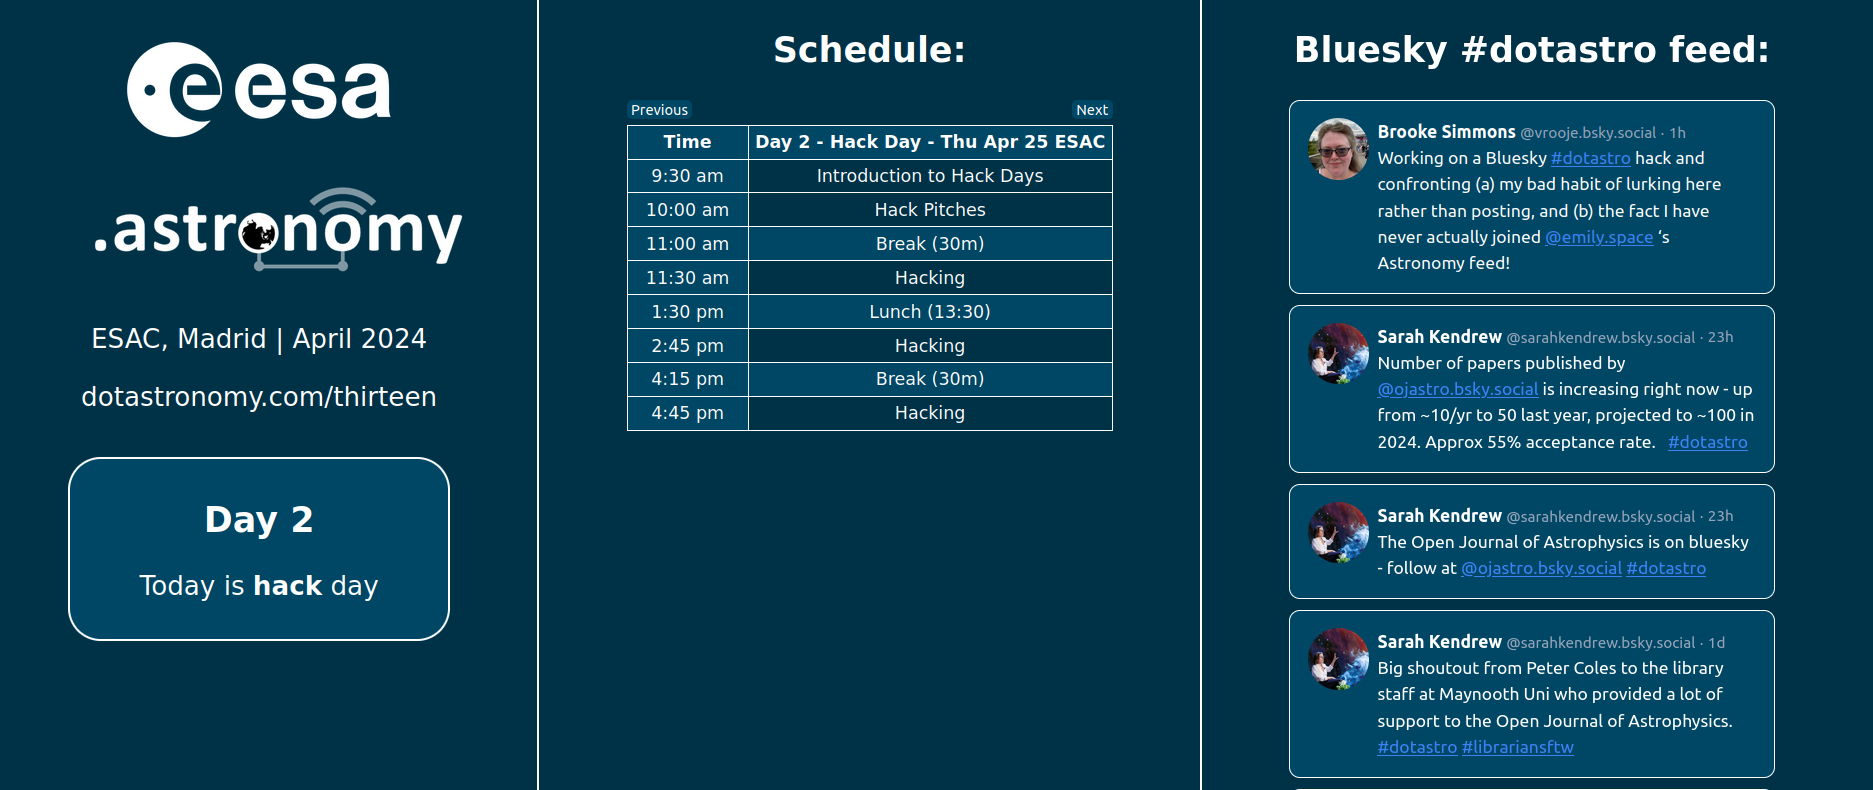 esa
.astronomy
ESAC, Madrid | April 2024
dotastronomy.com/thirteen
Day 2
Today is hack day
Schedule:
Previous Next
Time Day 2 - Hack Day - Thu Apr 25 ESAC
9:30 am Introduction to Hack Days
10:00 am Hack Pitches
11:00 am Break (30m)
11:30 am Hacking
1:30 pm Lunch (13:30)
2:45 pm Hacking
4:15 pm Break (30m)
4:45 pm Hacking
Bluesky #dotastro feed:
Brooke Simmons @vrooje.bsky.social · 1h
Working on a Bluesky #dotastro hack and
confronting (a) my bad habit of lurking here
rather than posting, and (b) the fact I have
never actually joined @emily.space ‘s
Astronomy feed!
Sarah Kendrew @sarahkendrew.bsky.social · 23h
Number of papers published by
@ojastro.bsky.social is increasing right now - up
from ~10/yr to 50 last year, projected to ~100 in
2024. Approx 55% acceptance rate. #dotastro
Sarah Kendrew @sarahkendrew.bsky.social · 23h
The Open Journal of Astrophysics is on bluesky
- follow at @ojastro.bsky.social #dotastro
Sarah Kendrew @sarahkendrew.bsky.social · 1d
Big shoutout from Peter Coles to the library
staff at Maynooth Uni who provided a lot of
support to the Open Journal of Astrophysics.
#dotastro #librariansftw